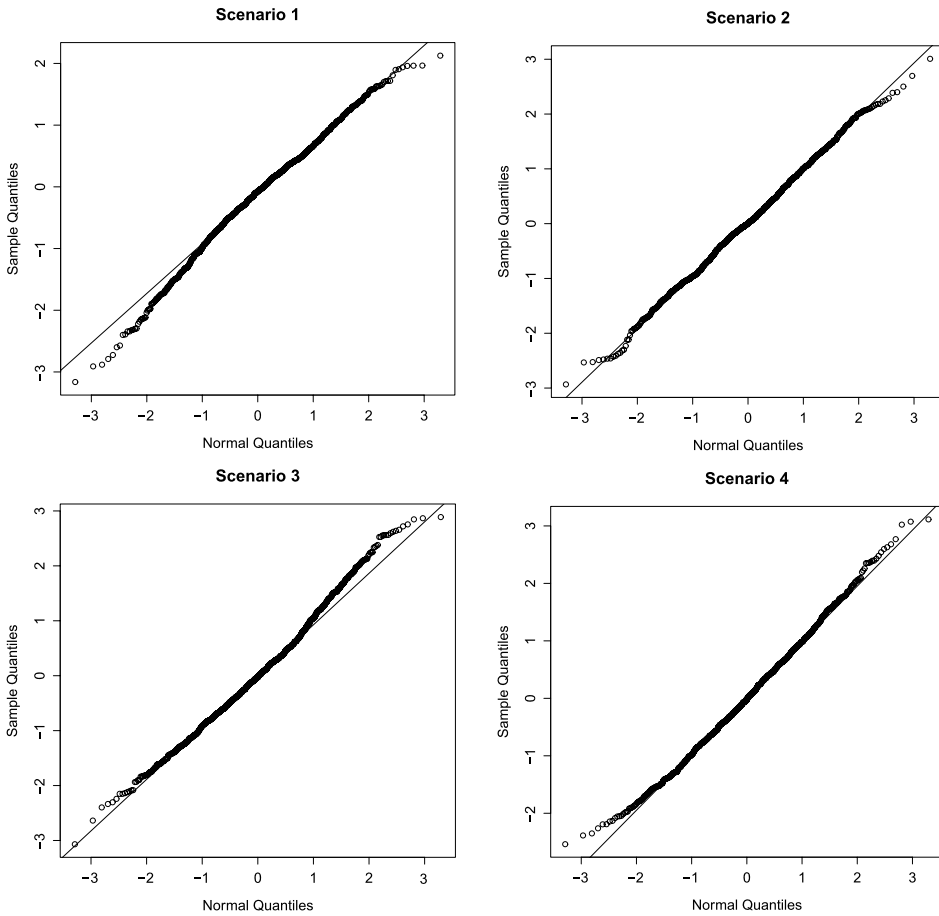 Scenario 1
Sample Quantiles
2
1
0
−1
−2
−3
−3 −2 −1 0 1 2 3
Normal Quantiles
Scenario 2
Sample Quantiles
3
2
1
0
−1
−2
−3
−3 −2 −1 0 1 2 3
Normal Quantiles
Scenario 3
Sample Quantiles
3
2
1
0
−1
−2
−3
−3 −2 −1 0 1 2 3
Normal Quantiles
Scenario 4
Sample Quantiles
3
2
1
0
−1
−2
−3 −2 −1 0 1 2 3
Normal Quantiles